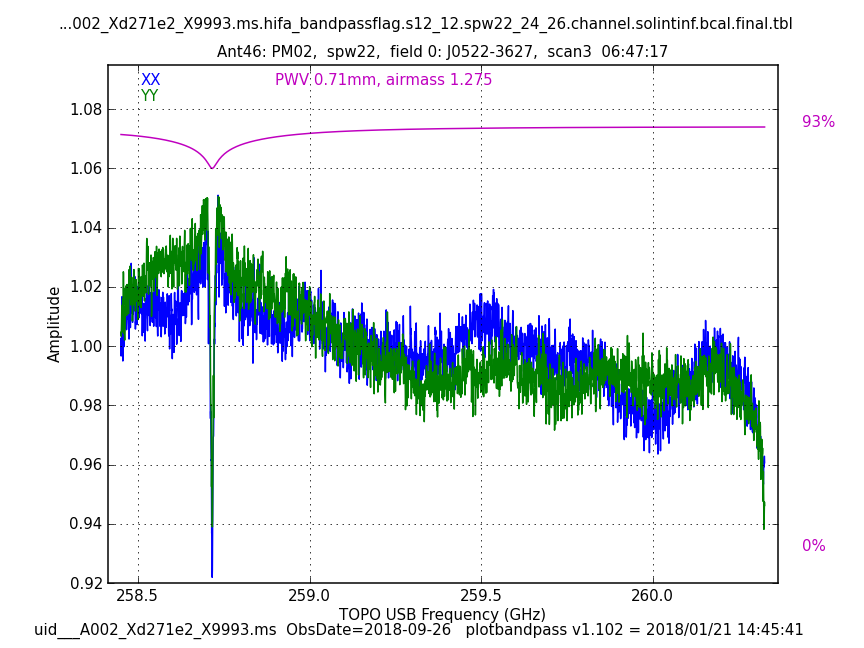 ...002_Xd271e2_X9993.ms.hifa_bandpassflag.s12_12.spw22_24_26.channel.solintinf.bcal.final.tbl
Ant46: PM02,  spw22,  field 0: J0522-3627,  scan3  06:47:17
XX
PWV 0.71mm, airmass 1.275
YY
93%
0%
1.08
1.06
1.04
1.02
1.00
0.98
0.96
0.94
0.92
Amplitude
258.5 259.0 259.5 260.0
TOPO USB Frequency (GHz)
uid___A002_Xd271e2_X9993.ms  ObsDate=2018-09-26   plotbandpass v1.102 = 2018/01/21 14:45:41